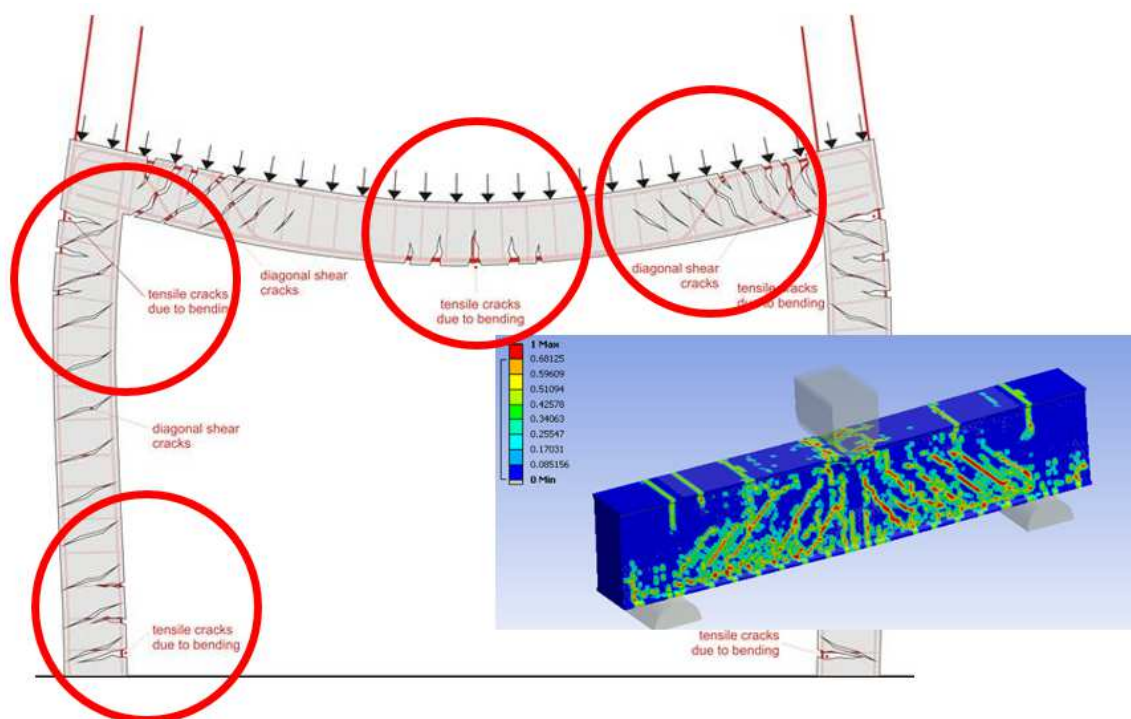 diagonal shear
cracks
tensile cracks
due to bending
tensile cracks
due to bending
diagonal shear
cracks
tensile cracks
due to bending
1 Max
0.68125
0.59609
0.51094
0.42578
0.34063
0.25547
0.17031
0.085156
0 Min
diagonal shear
cracks
tensile cracks
due to bending
tensile cracks
due to bending